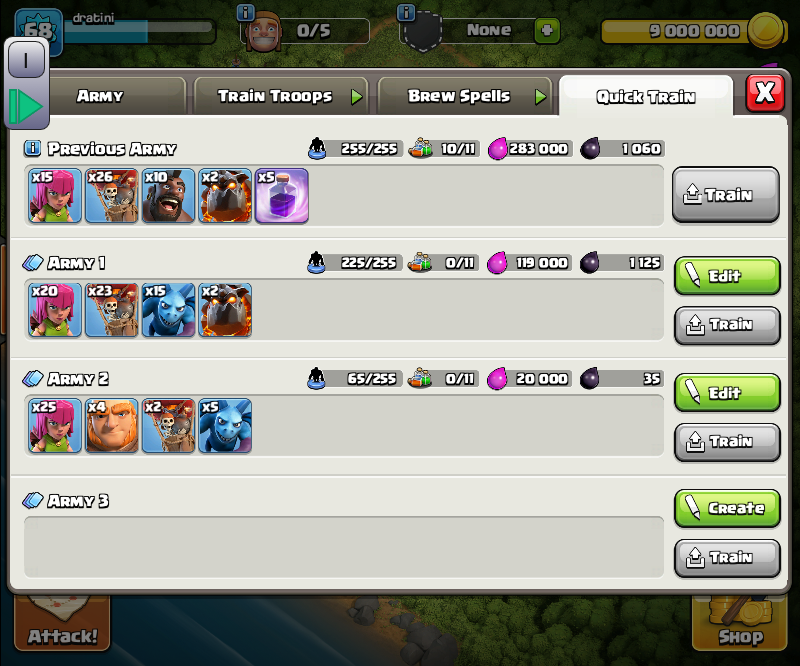 68 dratini 0/5 None 9 000 000
Army Train Troops Brew Spells Quick Train X
Previous Army 255/255 10/11 283 000 1 060
x15 x26 x10 x2 x5 Train
Army 1 225/255 0/11 119 000 1 125
Edit
x20 x23 x15 x2
Train
Army 2 65/255 0/11 20 000 35
Edit
x25 x4 x2 x5
Train
Army 3
Create
Train
Attack! Shop